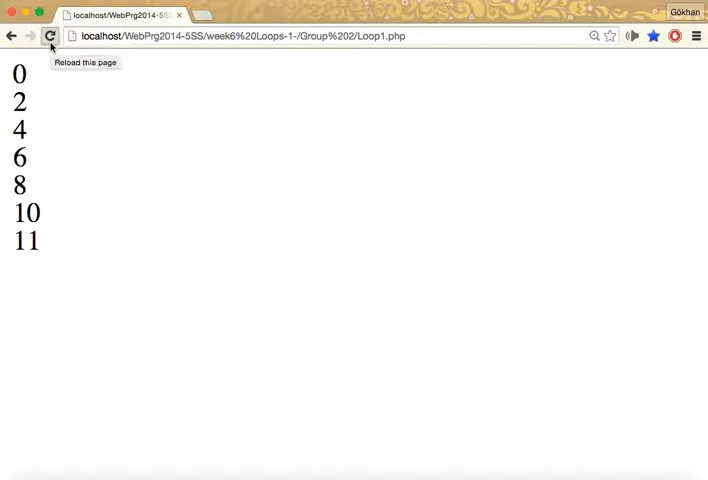 localhost/WebPrg2014-5SS
Gökhan
localhost/WebPrg2014-5SS/week6%20Loops-1-/Group%202/Loop1.php
Reload this page
0
2
4
6
8
10
11